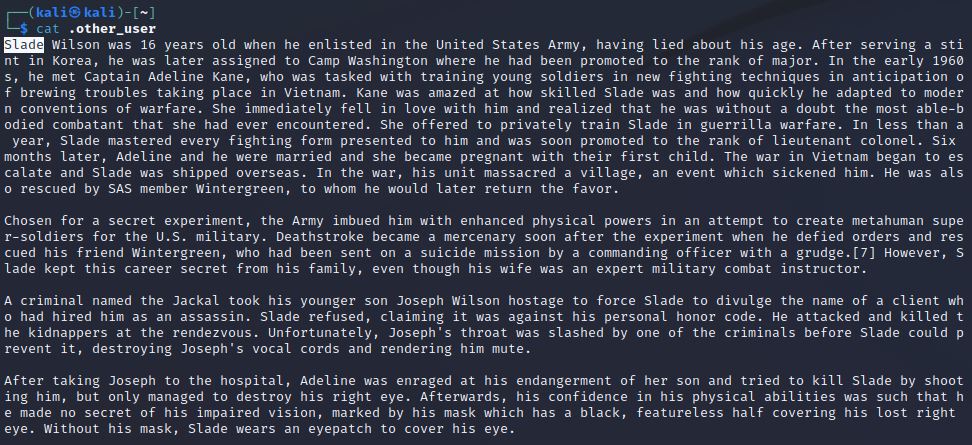 ┌──(kali㉿kali)-[~]
└─$ cat .other_user
Slade Wilson was 16 years old when he enlisted in the United States Army, having lied about his age. After serving a sti
nt in Korea, he was later assigned to Camp Washington where he had been promoted to the rank of major. In the early 1960
s, he met Captain Adeline Kane, who was tasked with training young soldiers in new fighting techniques in anticipation o
f brewing troubles taking place in Vietnam. Kane was amazed at how skilled Slade was and how quickly he adapted to moder
n conventions of warfare. She immediately fell in love with him and realized that he was without a doubt the most able-b
odied combatant that she had ever encountered. She offered to privately train Slade in guerrilla warfare. In less than a
 year, Slade mastered every fighting form presented to him and was soon promoted to the rank of lieutenant colonel. Six
months later, Adeline and he were married and she became pregnant with their first child. The war in Vietnam began to es
calate and Slade was shipped overseas. In the war, his unit massacred a village, an event which sickened him. He was als
o rescued by SAS member Wintergreen, to whom he would later return the favor.
Chosen for a secret experiment, the Army imbued him with enhanced physical powers in an attempt to create metahuman supe
r-soldiers for the U.S. military. Deathstroke became a mercenary soon after the experiment when he defied orders and res
cued his friend Wintergreen, who had been sent on a suicide mission by a commanding officer with a grudge.[7] However, S
lade kept this career secret from his family, even though his wife was an expert military combat instructor.
A criminal named the Jackal took his younger son Joseph Wilson hostage to force Slade to divulge the name of a client wh
o had hired him as an assassin. Slade refused, claiming it was against his personal honor code. He attacked and killed t
he kidnappers at the rendezvous. Unfortunately, Joseph's throat was slashed by one of the criminals before Slade could p
revent it, destroying Joseph's vocal cords and rendering him mute.
After taking Joseph to the hospital, Adeline was enraged at his endangerment of her son and tried to kill Slade by shoot
ing him, but only managed to destroy his right eye. Afterwards, his confidence in his physical abilities was such that h
e made no secret of his impaired vision, marked by his mask which has a black, featureless half covering his lost right
eye. Without his mask, Slade wears an eyepatch to cover his eye.